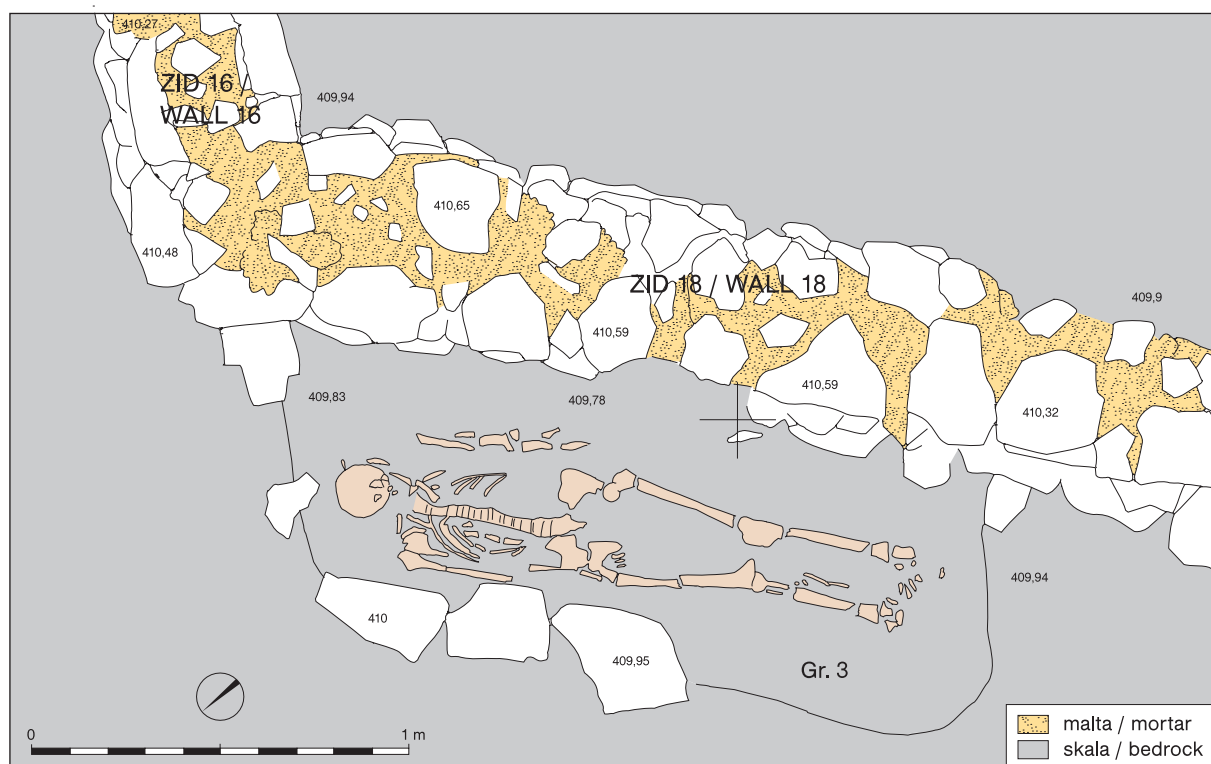 410,27
ZID 16 /
WALL 16
409,94
410,65
410,48
ZID 18 / WALL 18
409,9
410,59
410,59
410,32
409,83
409,78
409,94
410
409,95
Gr. 3
0 1 m
malta / mortar
skala / bedrock